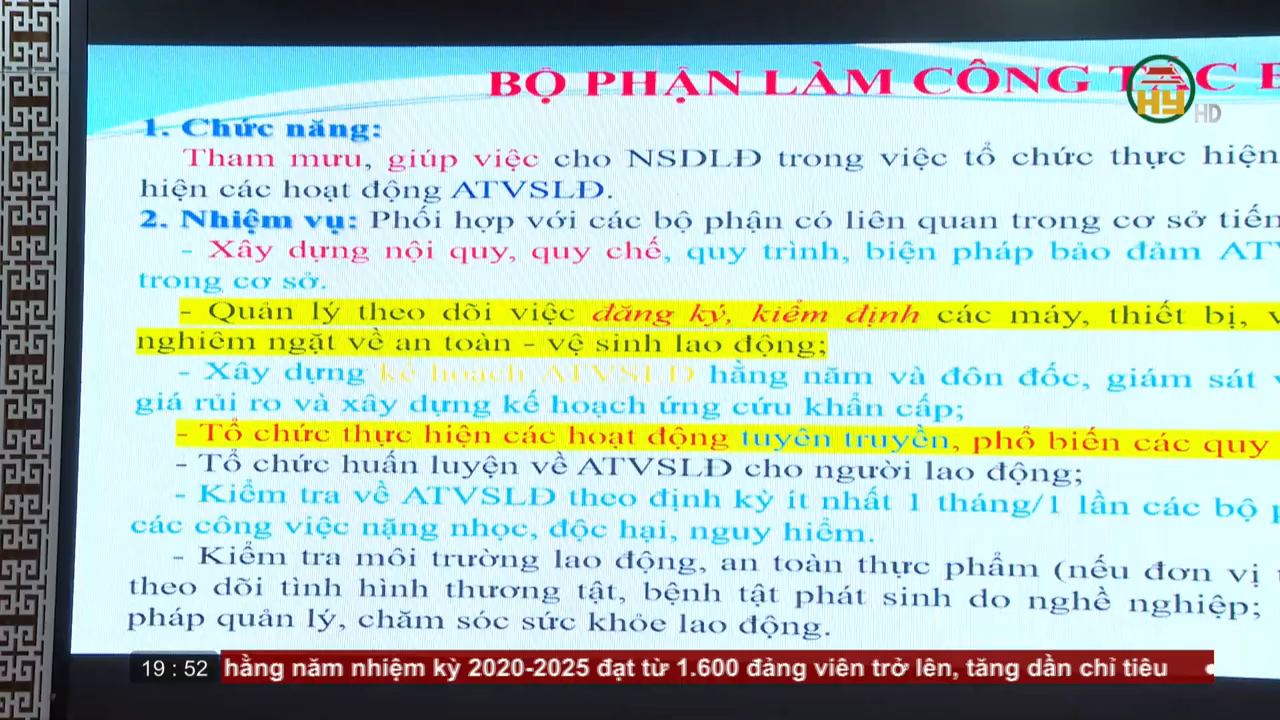 BỘ PHẬN LÀM CÔNG TÁC
HY HD
1. Chức năng:
Tham mưu, giúp việc cho NSDLĐ trong việc tổ chức thực hiện
hiện các hoạt động ATVSLĐ.
2. Nhiệm vụ: Phối hợp với các bộ phận có liên quan trong cơ sở tiến
- Xây dựng nội quy, quy chế, quy trình, biện pháp bảo đảm
trong cơ sở.
- Quản lý theo dõi việc đăng ký, kiểm định các máy, thiết bị,
nghiêm ngặt về an toàn - vệ sinh lao động;
- Xây dựng kế hoạch ATVSLĐ hằng năm và đôn đốc, giám sát
giá rủi ro và xây dựng kế hoạch ứng cứu khẩn cấp;
- Tổ chức thực hiện các hoạt động tuyên truyền, phổ biến các quy
- Tổ chức huấn luyện về ATVSLĐ cho người lao động;
- Kiểm tra về ATVSLĐ theo định kỳ ít nhất 1 tháng/1 lần các bộ
các công việc nặng nhọc, độc hại, nguy hiểm.
- Kiểm tra môi trường lao động, an toàn thực phẩm (nếu đơn vị
theo dõi tình hình thương tật, bệnh tật phát sinh do nghề nghiệp;
pháp quản lý, chăm sóc sức khỏe lao động.
19 : 52 hằng năm nhiệm kỳ 2020-2025 đạt từ 1.600 đảng viên trở lên, tăng dần chỉ tiêu